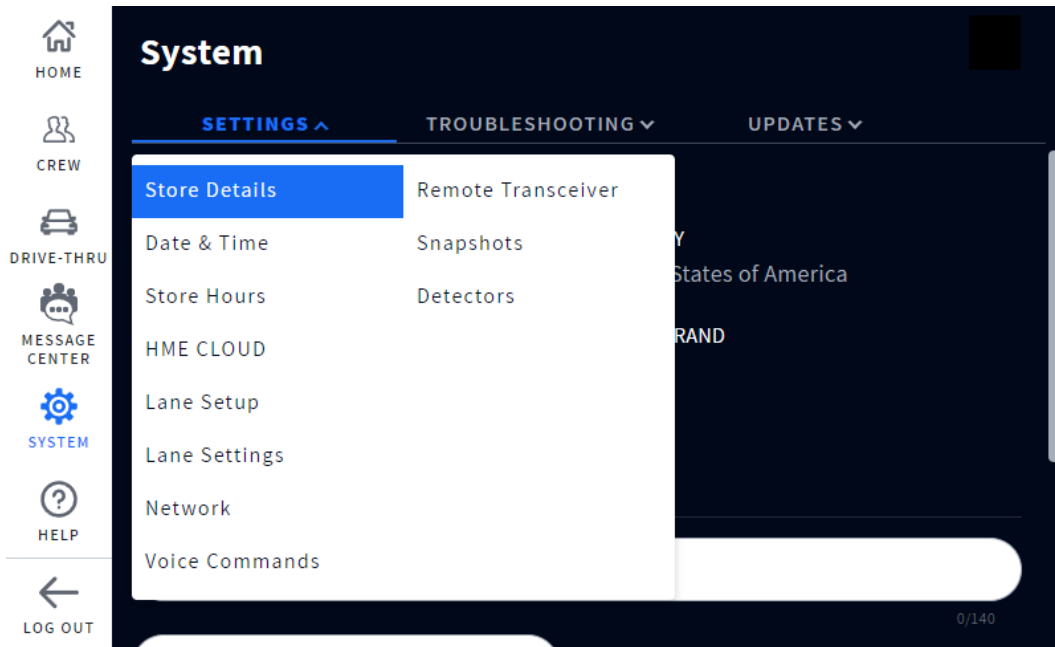 HOME
CREW
DRIVE-THRU
MESSAGE
CENTER
SYSTEM
HELP
LOG OUT
System
SETTINGS
TROUBLESHOOTING
UPDATES
Store Details
Date & Time
Store Hours
HME CLOUD
Lane Setup
Lane Settings
Network
Voice Commands
Remote Transceiver
Snapshots
Detectors
Y
States of America
RAND
0/140